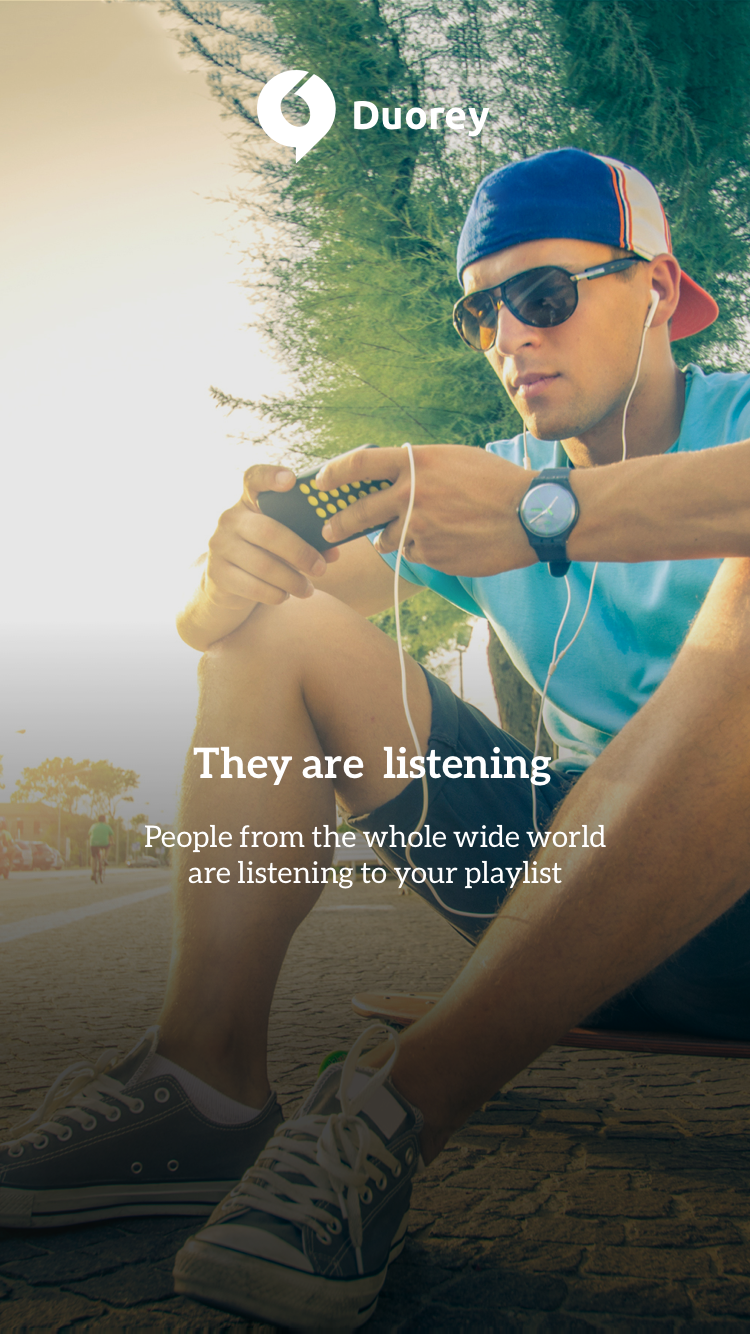 Duorey
They are  listening
People from the whole wide world
are listening to your playlist